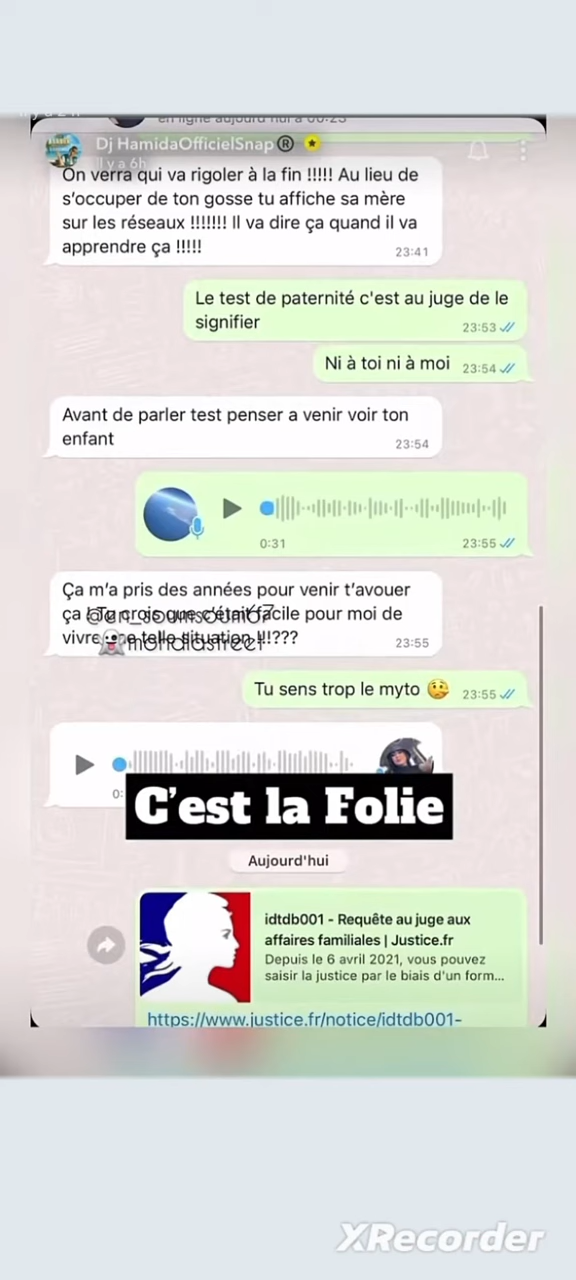 en ligne aujourd'hui à 00:23
Dj HamidaOfficielSnap ®
Il y a 6h
On verra qui va rigoler à la fin !!!!! Au lieu de
s'occuper de ton gosse tu affiche sa mère
sur les réseaux !!!!!!! Il va dire ça quand il va
apprendre ça !!!!!
23:41
Le test de paternité c'est au juge de le
signifier
23:53
Ni à toi ni à moi
23:54
Avant de parler test penser a venir voir ton
enfant
23:54
0:31
23:55
Ça m'a pris des années pour venir t'avouer
ça ! Tu crois que c'était facile pour moi de
vivre une telle situation !!!???
23:55
Tu sens trop le myto 🤥
23:55
0:
C'est la Folie
Aujourd'hui
idtdb001 - Requête au juge aux
affaires familiales | Justice.fr
Depuis le 6 avril 2021, vous pouvez
saisir la justice par le biais d'un form...
https://www.justice.fr/notice/idtdb001-
XRecorder